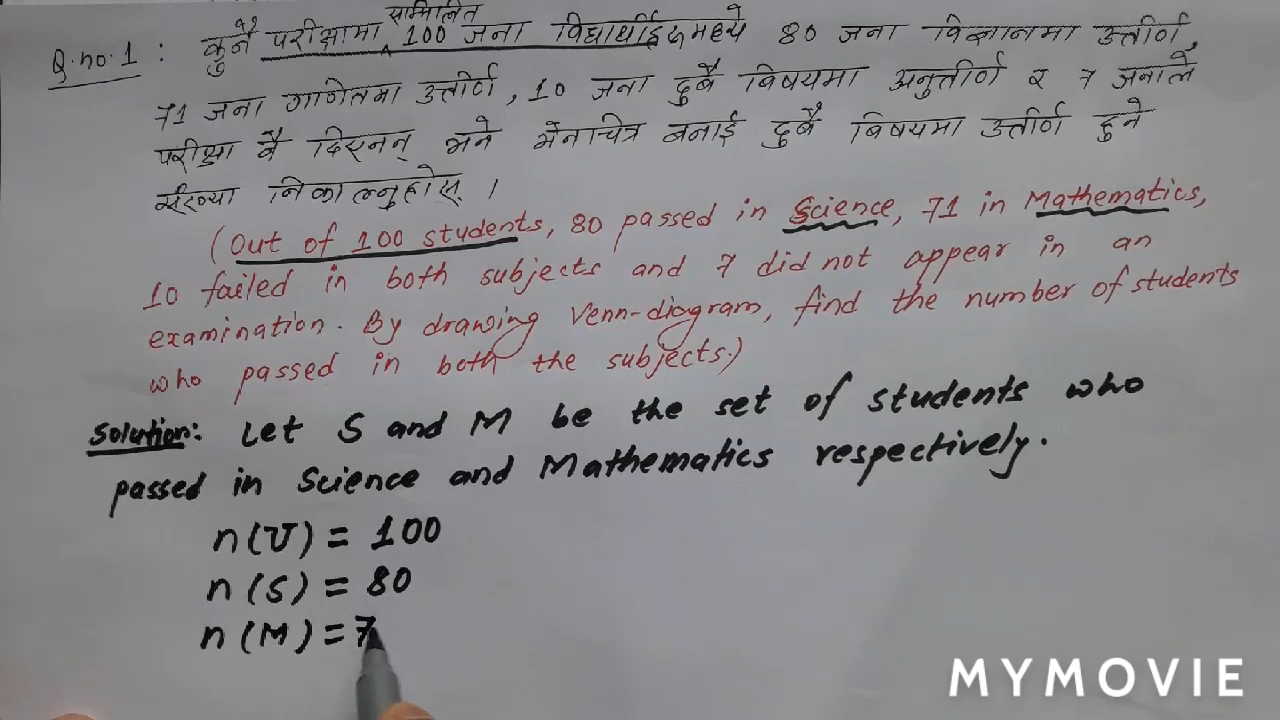 सम्मिलित
Q.no.1: कुनै परीक्षामा 100 जना विद्यार्थीहरूमध्ये 80 जना विज्ञानमा उत्तीर्ण,
71 जना गणितमा उत्तीर्ण, 10 जना दुबै बिषयमा अनुत्तीर्ण र 7 जनाले
परीक्षा नै दिएनन् भने भेनाचित्र बनाई दुबै बिषयमा उत्तीर्ण हुने
संख्या निकाल्नुहोस् ।
(Out of 100 students, 80 passed in Science, 71 in Mathematics,
10 failed in both subjects and 7 did not appear in an
examination. By drawing Venn-diagram, find the number of students
who passed in both the subjects.)
Solution: Let S and M be the set of students who
passed in Science and Mathematics respectively.
n(U) = 100
n(S) = 80
n(M) = 7
MYMOVIE